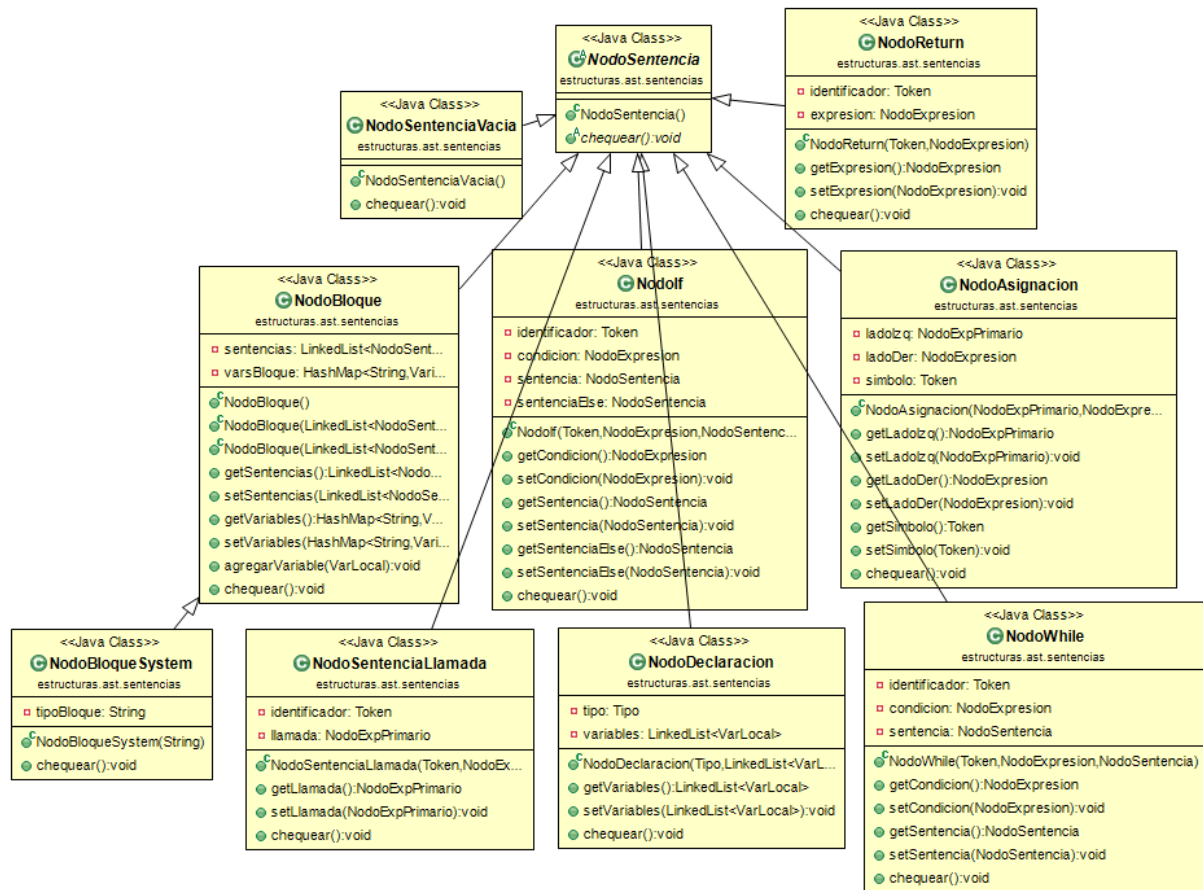 <<Java Class>>
NodoSentencia
estructuras.ast.sentencias
NodoSentencia()
chequear():void
<<Java Class>>
NodoReturn
estructuras.ast.sentencias
identificador: Token
expresion: NodoExpresion
NodoReturn(Token,NodoExpresion)
getExpresion():NodoExpresion
setExpresion(NodoExpresion):void
chequear():void
<<Java Class>>
NodoSentenciaVacia
estructuras.ast.sentencias
NodoSentenciaVacia()
chequear():void
<<Java Class>>
NodoBloque
estructuras.ast.sentencias
sentencias: LinkedList<NodoSent...
varsBloque: HashMap<String,Vari...
NodoBloque()
NodoBloque(LinkedList<NodoSent...
NodoBloque(LinkedList<NodoSent...
getSentencias():LinkedList<Nodo...
setSentencias(LinkedList<NodoSe...
getVariables():HashMap<String,V...
setVariables(HashMap<String,Vari...
agregarVariable(VarLocal):void
chequear():void
<<Java Class>>
NodoIf
estructuras.ast.sentencias
identificador: Token
condicion: NodoExpresion
sentencia: NodoSentencia
sentenciaElse: NodoSentencia
NodoIf(Token,NodoExpresion,NodoSentenc...
getCondicion():NodoExpresion
setCondicion(NodoExpresion):void
getSentencia():NodoSentencia
setSentencia(NodoSentencia):void
getSentenciaElse():NodoSentencia
setSentenciaElse(NodoSentencia):void
chequear():void
<<Java Class>>
NodoAsignacion
estructuras.ast.sentencias
ladoIzq: NodoExpPrimario
ladoDer: NodoExpresion
simbolo: Token
NodoAsignacion(NodoExpPrimario,NodoExpre...
getLadoIzq():NodoExpPrimario
setLadoIzq(NodoExpPrimario):void
getLadoDer():NodoExpresion
setLadoDer(NodoExpresion):void
getSimbolo():Token
setSimbolo(Token):void
chequear():void
<<Java Class>>
NodoBloqueSystem
estructuras.ast.sentencias
tipoBloque: String
NodoBloqueSystem(String)
chequear():void
<<Java Class>>
NodoSentenciaLlamada
estructuras.ast.sentencias
identificador: Token
llamada: NodoExpPrimario
NodoSentenciaLlamada(Token,NodoEx...
getLlamada():NodoExpPrimario
setLlamada(NodoExpPrimario):void
chequear():void
<<Java Class>>
NodoDeclaracion
estructuras.ast.sentencias
tipo: Tipo
variables: LinkedList<VarLocal>
NodoDeclaracion(Tipo,LinkedList<VarL...
getVariables():LinkedList<VarLocal>
setVariables(LinkedList<VarLocal>):void
chequear():void
<<Java Class>>
NodoWhile
estructuras.ast.sentencias
identificador: Token
condicion: NodoExpresion
sentencia: NodoSentencia
NodoWhile(Token,NodoExpresion,NodoSentencia)
getCondicion():NodoExpresion
setCondicion(NodoExpresion):void
getSentencia():NodoSentencia
setSentencia(NodoSentencia):void
chequear():void